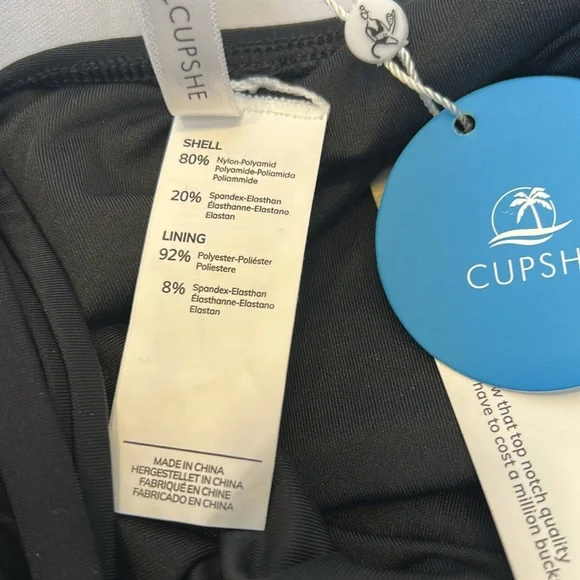 CUPSHE
SHELL
80% Nylon-Polyamid
Polyamide-Poliamida
Poliammide
20% Spandex-Elasthan
Élasthanne-Elastano
Elastan
LINING
92% Polyester-Poliéster
Poliestere
8% Spandex-Elasthan
Élasthanne-Elastano
Elastan
MADE IN CHINA
HERGESTELLET IN CHINA
FABRIQUÉ EN CHINE
FABRICADO EN CHINA
CUPSH
w that top notch quality
have to cost a million buck